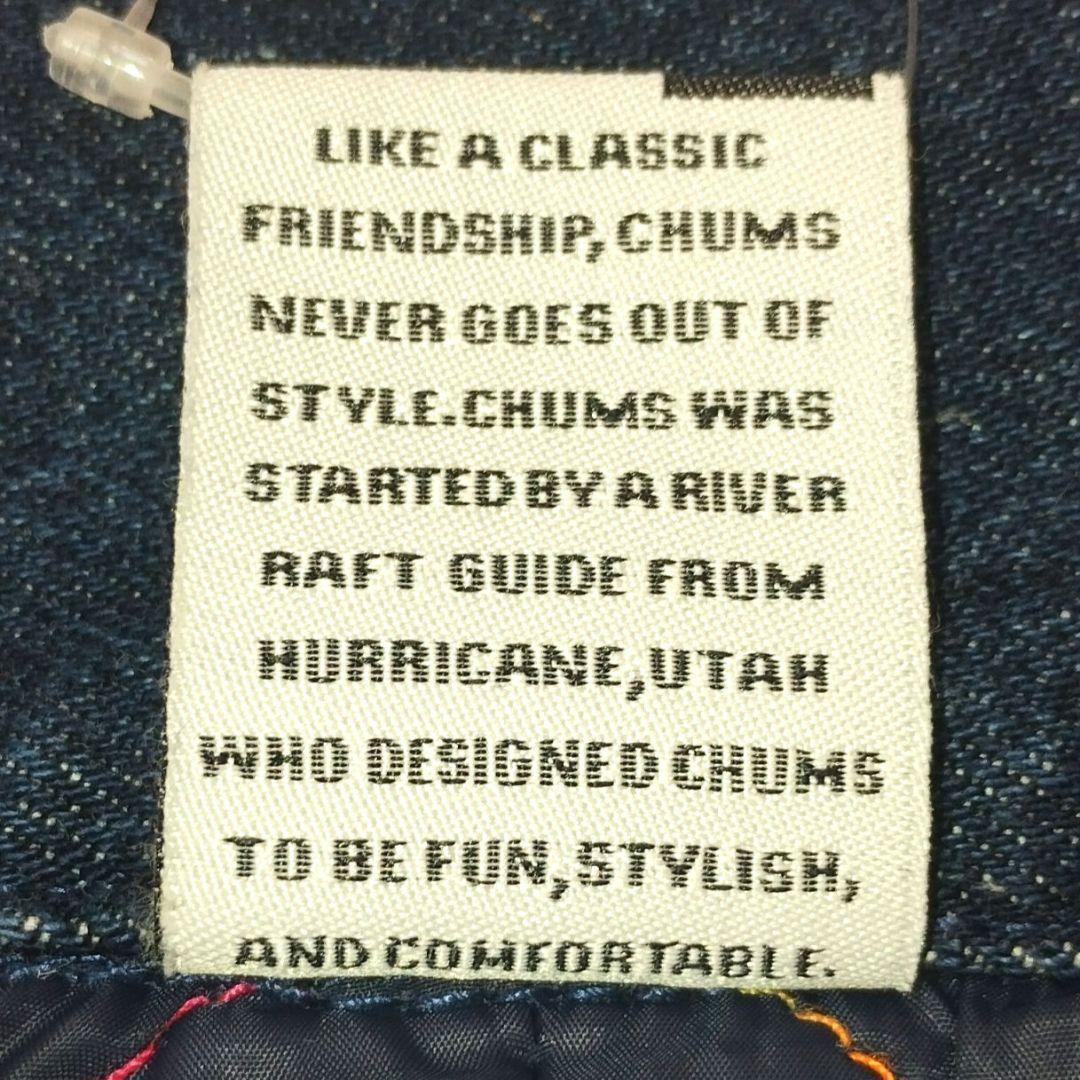 LIKE A CLASSIC
FRIENDSHIP, CHUMS
NEVER GOES OUT OF
STYLE.CHUMS WAS
STARTED BY A RIVER
RAFT GUIDE FROM
HURRICANE,UTAH
WHO DESIGNED CHUMS
TO BE FUN,STYLISH,
AND COMFORTABLE.